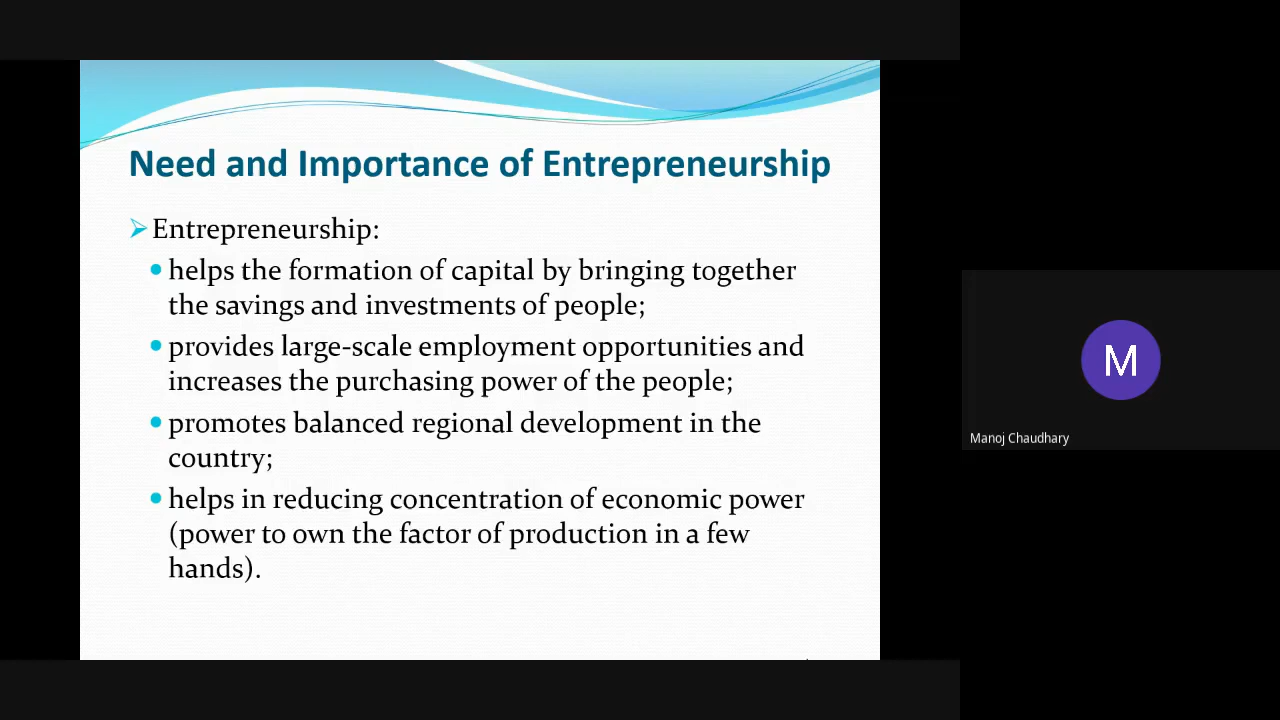 Need and Importance of Entrepreneurship
Entrepreneurship:
helps the formation of capital by bringing together
the savings and investments of people;
provides large-scale employment opportunities and
increases the purchasing power of the people;
promotes balanced regional development in the
country;
helps in reducing concentration of economic power
(power to own the factor of production in a few
hands).
M
Manoj Chaudhary